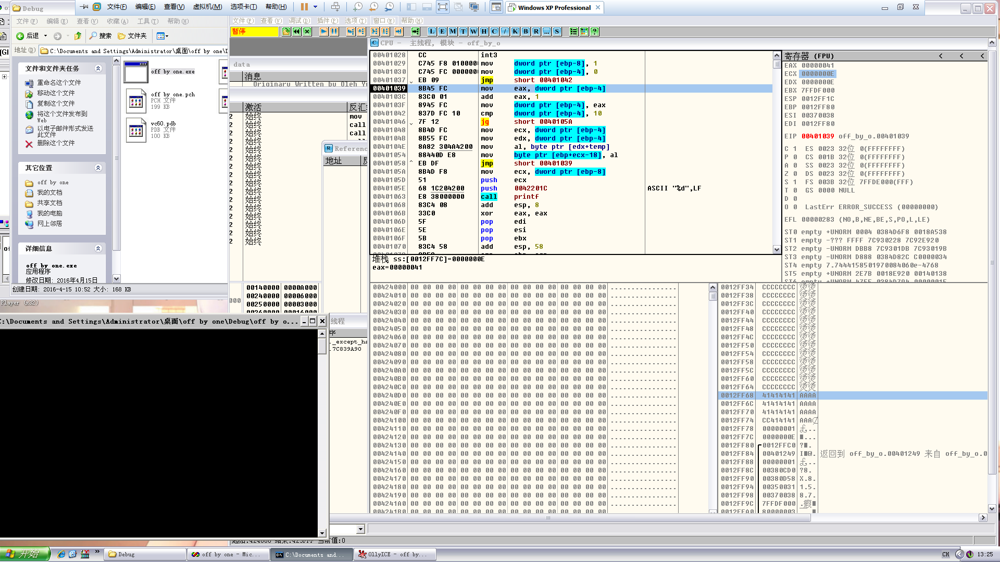 文件(F) 编辑(E) 查看(V) 虚拟机(M) 选项卡(T) 帮助(H)
Windows XP Professional
Debug
文件(F) 编辑(E) 查看(V) 收藏(A) 工具(T) 帮助(H)
后退 搜索 文件夹
地址(D) C:\Documents and Settings\Administrator\桌面\off by one\D
文件和文件夹任务
重命名这个文件
移动这个文件
复制这个文件
将这个文件发布到
Web
以电子邮件形式发送
此文件
删除这个文件
其它位置
off by one
我的文档
共享文档
我的电脑
网上邻居
详细信息
off by one.exe
应用程序
修改日期: 2016年4月15日
off by one.exe
off by one.pch
PCH 文件
199 KB
vc60.pdb
PDB 文件
100 KB
创建日期: 2016-4-15 10:52 大小: 168 KB
Player (x32)
文件(F) 查看(V) 调试(D) 插件(P) 选项(T) 窗口(W) 帮助(H)
暂停
L E M T W H C / K B R ... S
data
消息
Originaru Written by Oleh Y
激活 反汇
始终 mov
始终 call
始终 call
始终
始终
始终
始终
始终
始终
始终
始终
始终
始终
始终
始终
始终
Referenc
地址
00140000 0000A000
00240000 00006000
00250000 00003000
00260000 00016000
线程
_except_ha
.7C839A90
CPU - 主线程, 模块 - off_by_o
00401028 CC int3
00401029 C745 F8 0100000 mov dword ptr [ebp-8], 1
00401030 C745 FC 0000000 mov dword ptr [ebp-4], 0
00401037 EB 09 jmp short 00401042
00401039 8B45 FC mov eax, dword ptr [ebp-4]
0040103C 83C0 01 add eax, 1
0040103F 8945 FC mov dword ptr [ebp-4], eax
00401042 837D FC 10 cmp dword ptr [ebp-4], 10
00401046 7F 12 jg short 0040105A
00401048 8B4D FC mov ecx, dword ptr [ebp-4]
0040104B 8B55 FC mov edx, dword ptr [ebp-4]
0040104E 8A82 304A4200 mov al, byte ptr [edx+temp]
00401054 88440D E8 mov byte ptr [ebp+ecx-18], al
00401058 EB DF jmp short 00401039
0040105A 8B4D F8 mov ecx, dword ptr [ebp-8]
0040105D 51 push ecx
0040105E 68 1C204200 push 0042201C ASCII "%d",LF
00401063 E8 38000000 call printf
00401068 83C4 08 add esp, 8
0040106B 33C0 xor eax, eax
0040106D 5F pop edi
0040106E 5E pop esi
0040106F 5B pop ebx
00401070 83C4 58 add esp, 58
堆栈 ss:[0012FF7C]=0000000E
eax=00000041
寄存器 (FPU) < < <
EAX 00000041
ECX 0000000E
EDX 0000000E
EBX 7FFDF000
ESP 0012FF1C
EBP 0012FF80
ESI 00370038
EDI 0012FF80
EIP 00401039 off_by_o.00401039
C 1 ES 0023 32位 0(FFFFFFFF)
P 0 CS 001B 32位 0(FFFFFFFF)
A 0 SS 0023 32位 0(FFFFFFFF)
Z 0 DS 0023 32位 0(FFFFFFFF)
S 1 FS 003B 32位 7FFDE000(FFF)
T 0 GS 0000 NULL
D 0
O 0 LastErr ERROR_SUCCESS (00000000)
EFL 00000283 (NO,B,NE,BE,S,PO,L,LE)
ST0 empty +UNORM 0004 0384D6F8 0018A538
ST1 empty -??? FFFF 7C930228 7C92E920
ST2 empty -UNORM DBB8 7C9301DB 7C93019B
ST3 empty -UNORM D888 0384D82C C0000034
ST4 empty 7.7444158501970084060e-4768
ST5 empty +UNORM 2E7B 0018E920 00140138
00424000 00 00 00 00 00 00 00 00 00 00 00 00 00 00 00 00 ................
00424010 00 00 00 00 00 00 00 00 00 00 00 00 00 00 00 00 ................
00424020 00 00 00 00 00 00 00 00 00 00 00 00 00 00 00 00 ................
00424030 00 00 00 00 00 00 00 00 00 00 00 00 00 00 00 00 ................
00424040 00 00 00 00 00 00 00 00 00 00 00 00 00 00 00 00 ................
00424050 00 00 00 00 00 00 00 00 00 00 00 00 00 00 00 00 ................
00424060 00 00 00 00 00 00 00 00 00 00 00 00 00 00 00 00 ................
00424070 00 00 00 00 00 00 00 00 00 00 00 00 00 00 00 00 ................
00424080 00 00 00 00 00 00 00 00 00 00 00 00 00 00 00 00 ................
00424090 00 00 00 00 00 00 00 00 00 00 00 00 00 00 00 00 ................
004240A0 00 00 00 00 00 00 00 00 00 00 00 00 00 00 00 00 ................
004240B0 00 00 00 00 00 00 00 00 00 00 00 00 00 00 00 00 ................
004240C0 00 00 00 00 00 00 00 00 00 00 00 00 00 00 00 00 ................
004240D0 00 00 00 00 00 00 00 00 00 00 00 00 00 00 00 00 ................
004240E0 00 00 00 00 00 00 00 00 00 00 00 00 00 00 00 00 ................
004240F0 00 00 00 00 00 00 00 00 00 00 00 00 00 00 00 00 ................
00424100 00 00 00 00 00 00 00 00 00 00 00 00 00 00 00 00 ................
00424110 00 00 00 00 00 00 00 00 00 00 00 00 00 00 00 00 ................
00424120 00 00 00 00 00 00 00 00 00 00 00 00 00 00 00 00 ................
00424130 00 00 00 00 00 00 00 00 00 00 00 00 00 00 00 00 ................
00424140 00 00 00 00 00 00 00 00 00 00 00 00 00 00 00 00 ................
00424150 00 00 00 00 00 00 00 00 00 00 00 00 00 00 00 00 ................
00424160 00 00 00 00 00 00 00 00 00 00 00 00 00 00 00 00 ................
00424170 00 00 00 00 00 00 00 00 00 00 00 00 00 00 00 00 ................
00424180 00 00 00 00 00 00 00 00 00 00 00 00 00 00 00 00 ................
00424190 00 00 00 00 00 00 00 00 00 00 00 00 00 00 00 00 ................
004241A0 00 00 00 00 00 00 00 00 00 00 00 00 00 00 00 00 ................
004241B0 00 00 00 00 00 00 00 00 00 00 00 00 00 00 00 00 ................
0012FF34 CCCCCCCC 烫烫
0012FF38 CCCCCCCC 烫烫
0012FF3C CCCCCCCC 烫烫
0012FF40 CCCCCCCC 烫烫
0012FF44 CCCCCCCC 烫烫
0012FF48 CCCCCCCC 烫烫
0012FF4C CCCCCCCC 烫烫
0012FF50 CCCCCCCC 烫烫
0012FF54 CCCCCCCC 烫烫
0012FF58 CCCCCCCC 烫烫
0012FF5C CCCCCCCC 烫烫
0012FF60 CCCCCCCC 烫烫
0012FF64 CCCCCCCC 烫烫
0012FF68 41414141 AAAA
0012FF6C 41414141 AAAA
0012FF70 41414141 AAAA
0012FF74 CC414141 AAA
0012FF78 00000001
0012FF7C 0000000E
0012FF80 0012FFC0
0012FF84 00401249 返回到 off_by_o.00401249 来自 off_by_o.0
0012FF88 00000001
0012FF8C 00380CD0 ?8.
0012FF90 00380D58 X.8.
0012FF94 00350031 1.5.
0012FF98 00370038 8.7.
0012FF9C 7FFDF000
0012FFA0 80000003
C:\Documents and Settings\Administrator\桌面\off by one\Debug\off by o...
起始:424000 结束:425FFF 当前值:0
开始 Debug off by one - Mic... C:\Documents and... OllyICE - off by... CH 13:25